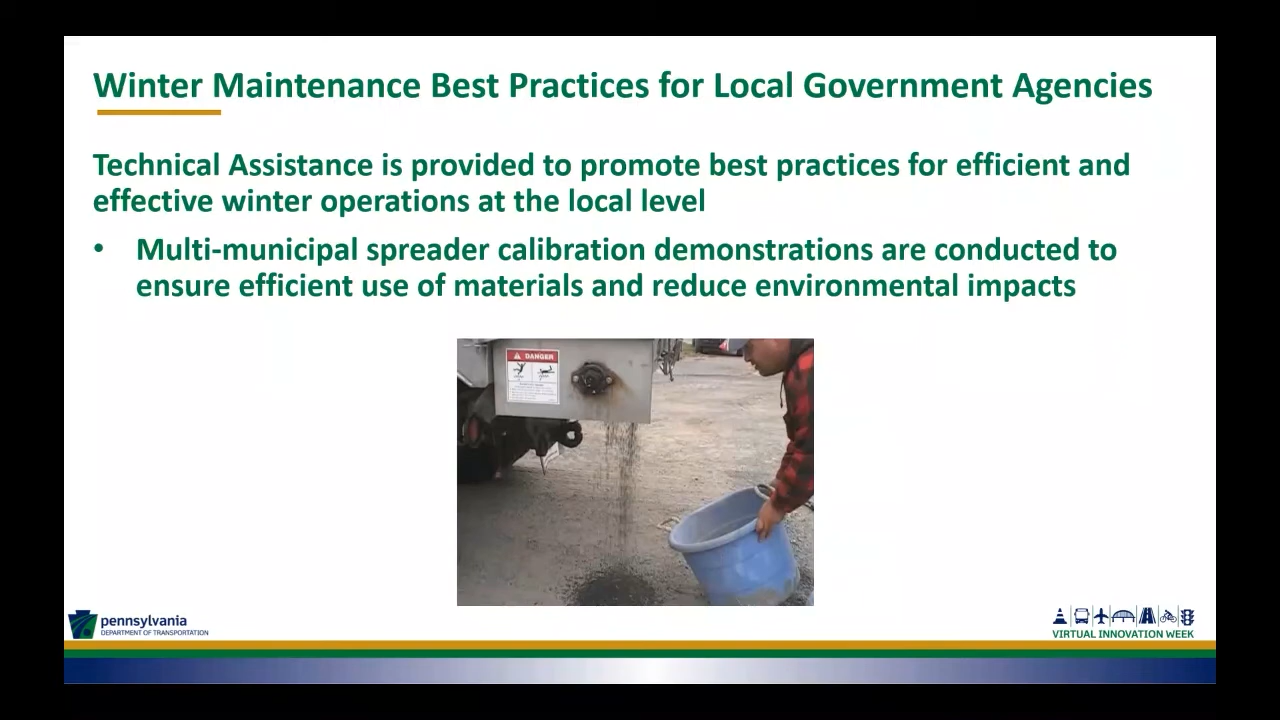 Winter Maintenance Best Practices for Local Government Agencies
Technical Assistance is provided to promote best practices for efficient and
effective winter operations at the local level
• Multi-municipal spreader calibration demonstrations are conducted to
ensure efficient use of materials and reduce environmental impacts
DANGER
pennsylvania
DEPARTMENT OF TRANSPORTATION
VIRTUAL INNOVATION WEEK